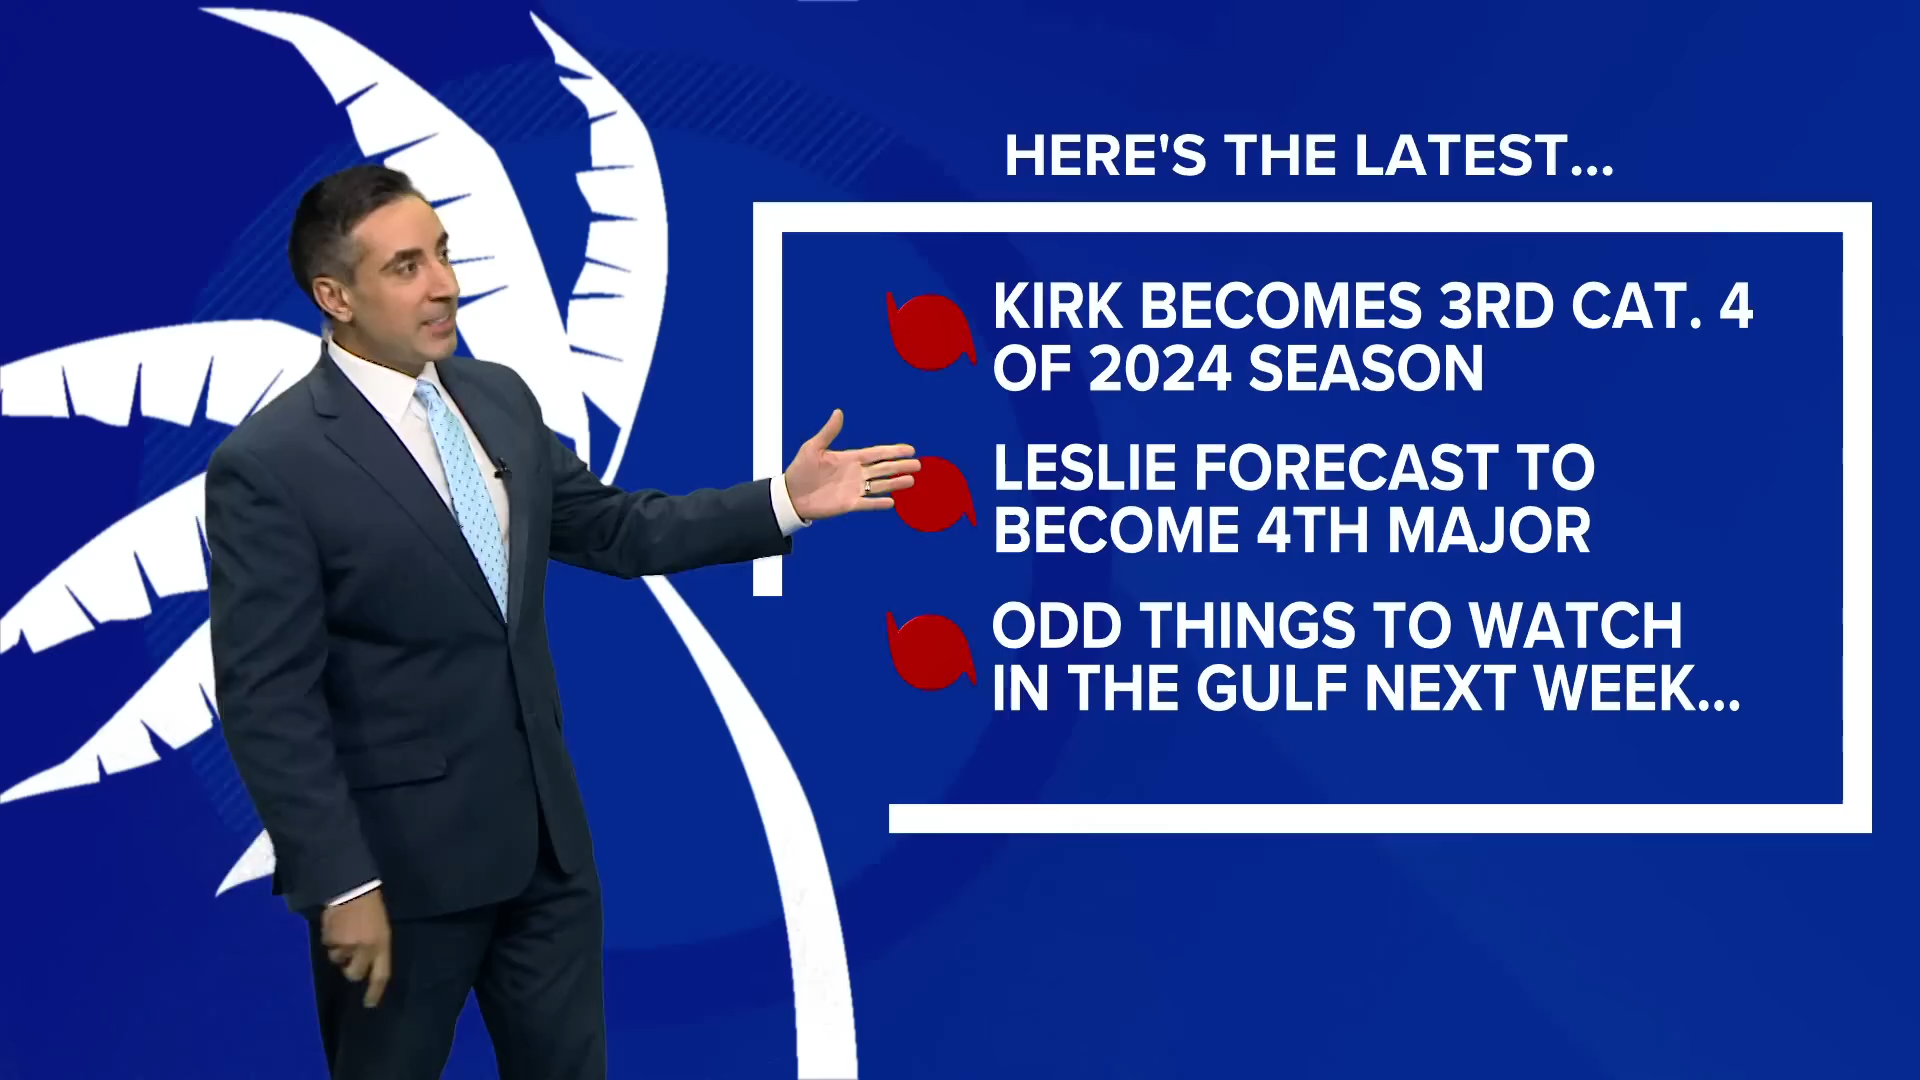 HERE'S THE LATEST...
KIRK BECOMES 3RD CAT. 4
OF 2024 SEASON
LESLIE FORECAST TO
BECOME 4TH MAJOR
ODD THINGS TO WATCH
IN THE GULF NEXT WEEK...